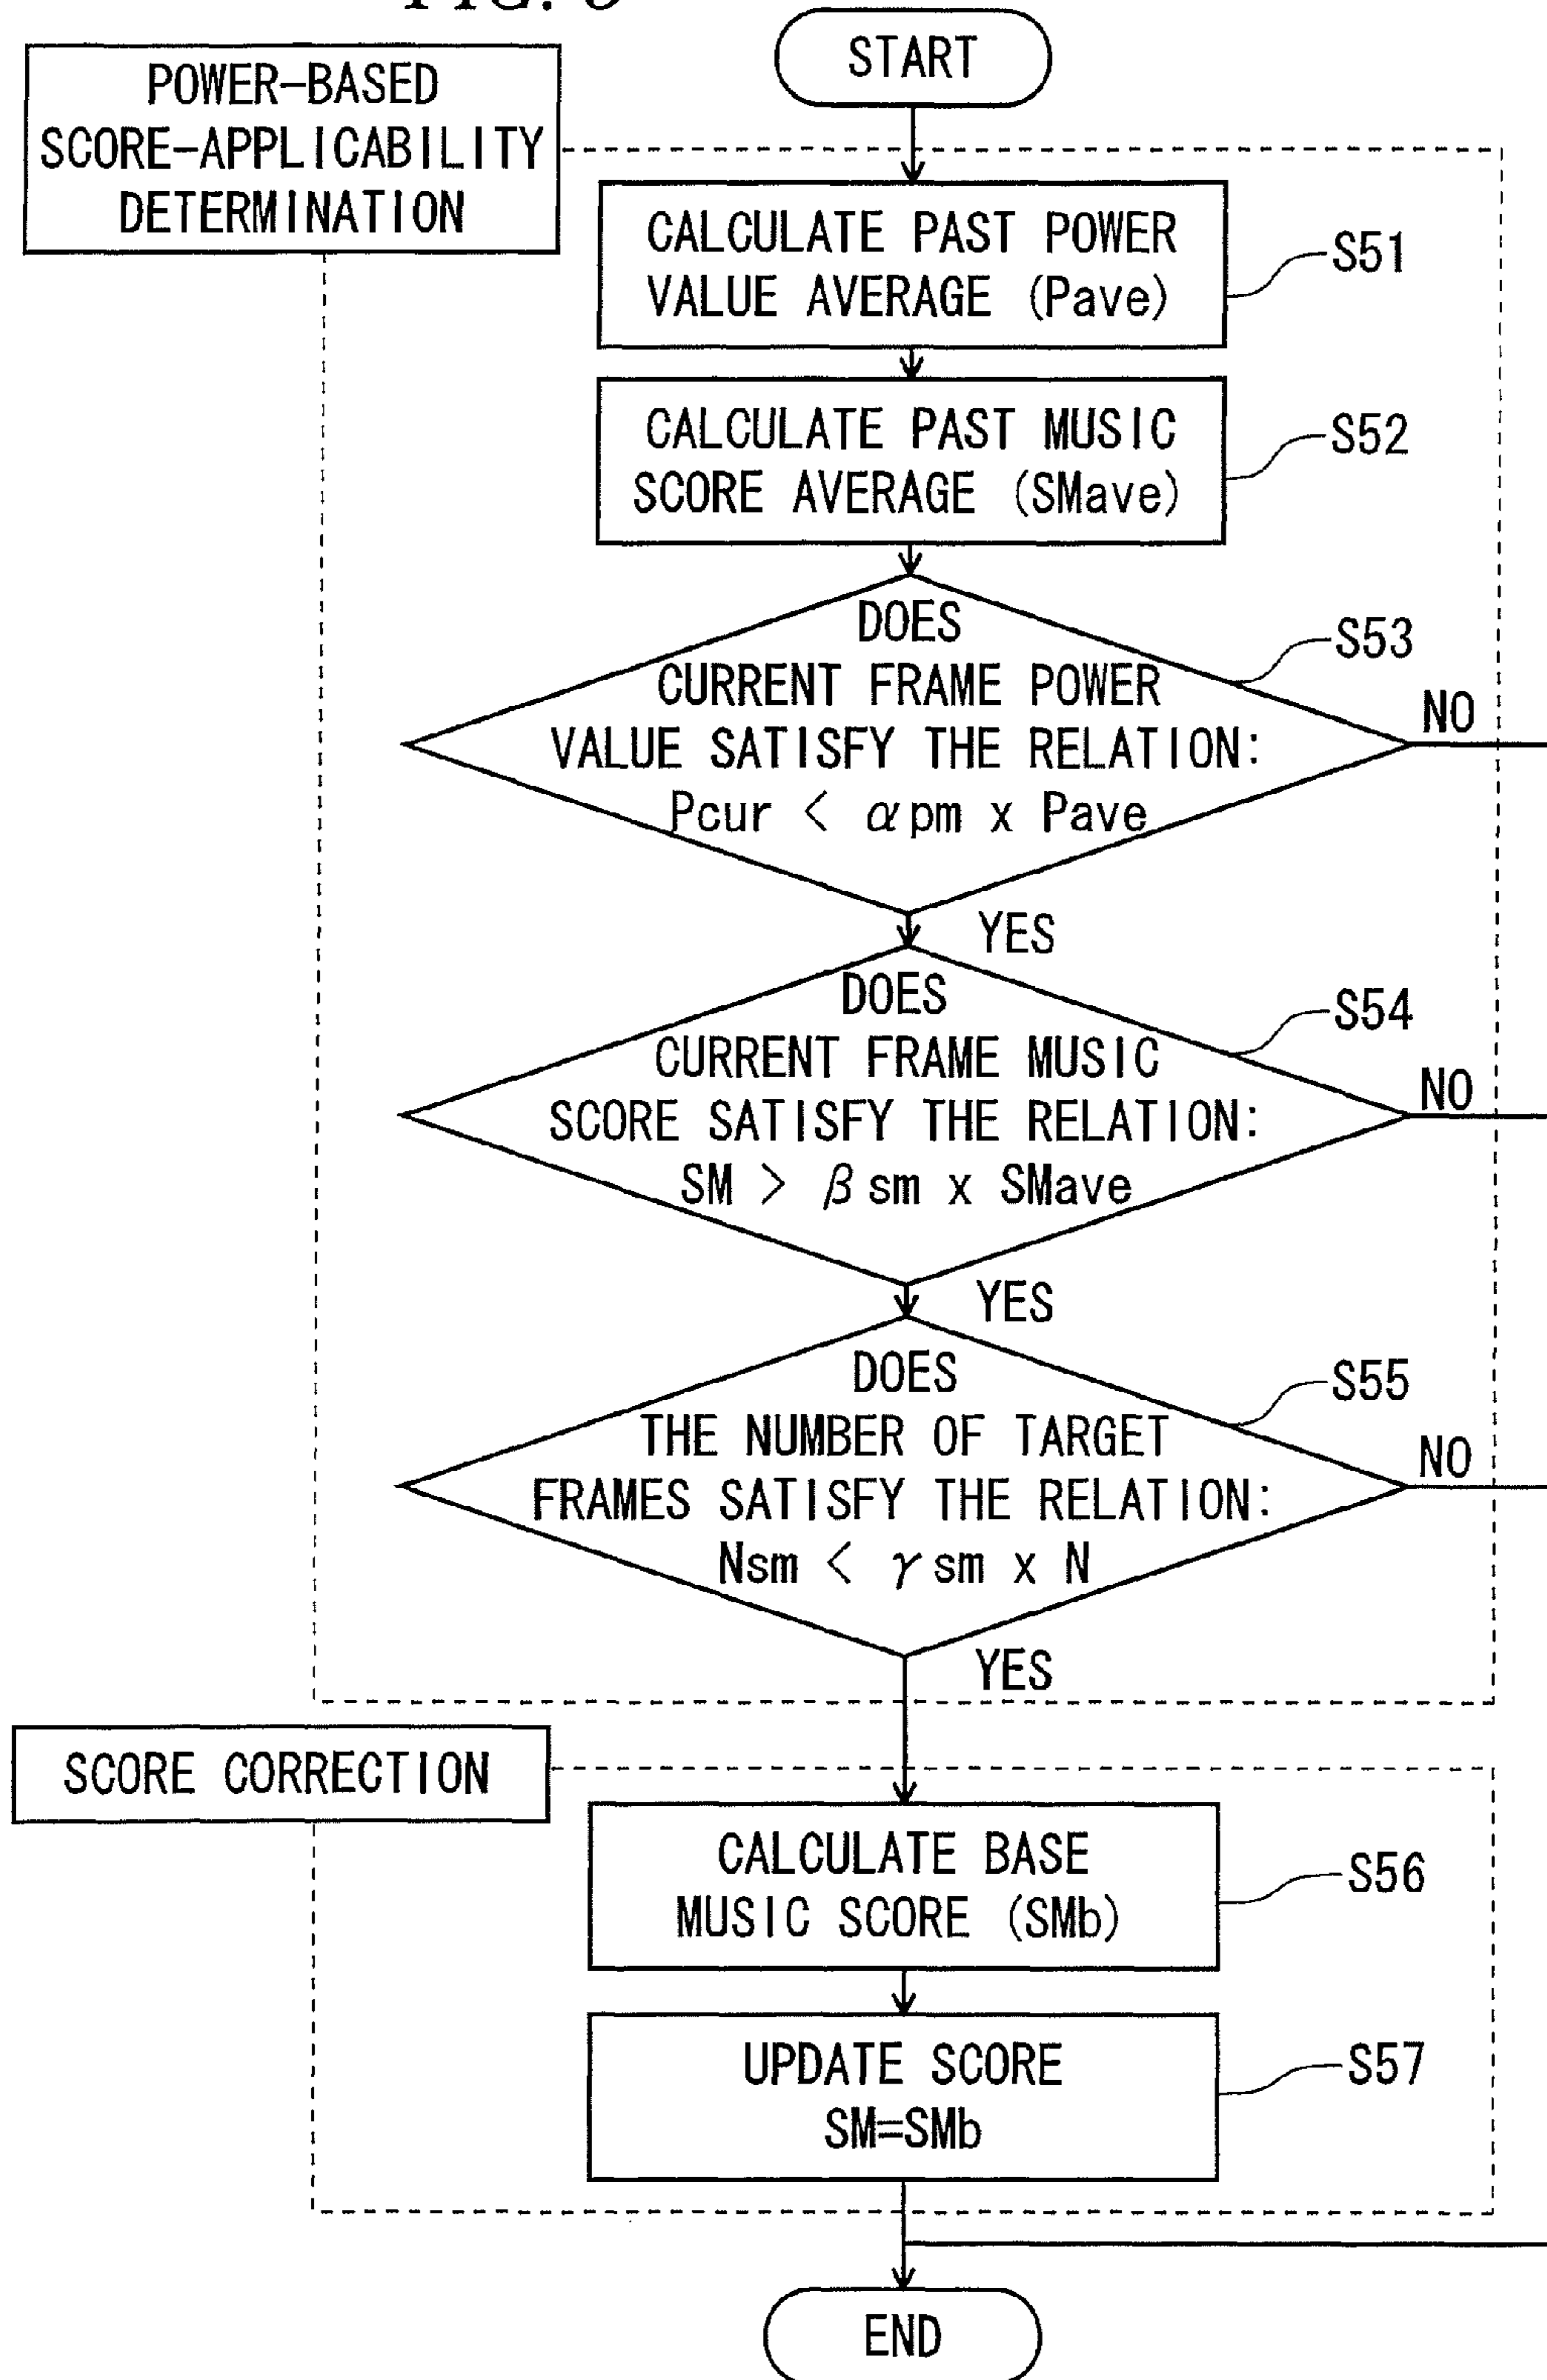 START
POWER-BASED
SCORE-APPLICABILITY
DETERMINATION
CALCULATE PAST POWER
VALUE AVERAGE (Pave)
S51
CALCULATE PAST MUSIC
SCORE AVERAGE (SMave)
S52
DOES
CURRENT FRAME POWER
VALUE SATISFY THE RELATION:
Pcur < αpm x Pave
S53
NO
YES
DOES
CURRENT FRAME MUSIC
SCORE SATISFY THE RELATION:
SM > βsm x SMave
S54
NO
YES
DOES
THE NUMBER OF TARGET
FRAMES SATISFY THE RELATION:
Nsm < γsm x N
S55
NO
YES
SCORE CORRECTION
CALCULATE BASE
MUSIC SCORE (SMb)
S56
UPDATE SCORE
SM=SMb
S57
END